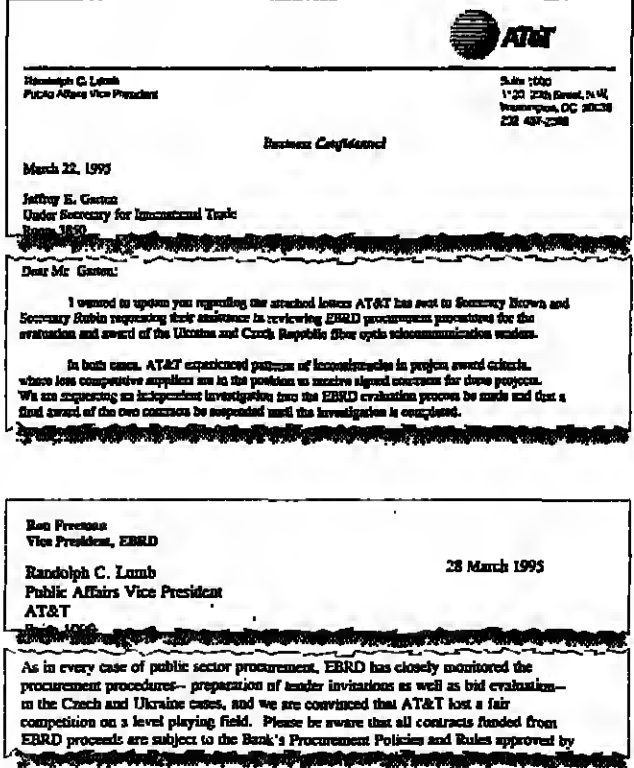 AT&T
Randolph C. Lumb
Public Affairs Vice President
Suite 1000
1120 20th Street, N.W.
Washington, DC 20036
Business Confidential
March 22, 1995
Jeffrey E. Garten
Under Secretary for International Trade
Room 3850
Dear Mr. Garten:
I wanted to update you regarding the attached letters AT&T has sent to Secretary Brown and
Secretary Rubin requesting their assistance in reviewing EBRD procurement procedures for the
evaluation and award of the Ukraine and Czech Republic fiber optic telecommunication tenders.
In both cases, AT&T experienced patterns of inconsistencies in project award criteria,
where less competitive suppliers are in the position to receive signed contracts for these projects.
We are requesting an independent investigation into the EBRD evaluation process be made and that a
final award of the two contracts be suspended until the investigation is completed.
Ron Freeman
Vice President, EBRD
28 March 1995
Randolph C. Lumb
Public Affairs Vice President
AT&T
As in every case of public sector procurement, EBRD has closely monitored the
procurement procedures-- preparation of tender invitations as well as bid evaluation--
in the Czech and Ukraine cases, and we are convinced that AT&T lost a fair
competition on a level playing field. Please be aware that all contracts funded from
EBRD proceeds are subject to the Bank's Procurement Policies and Rules approved by